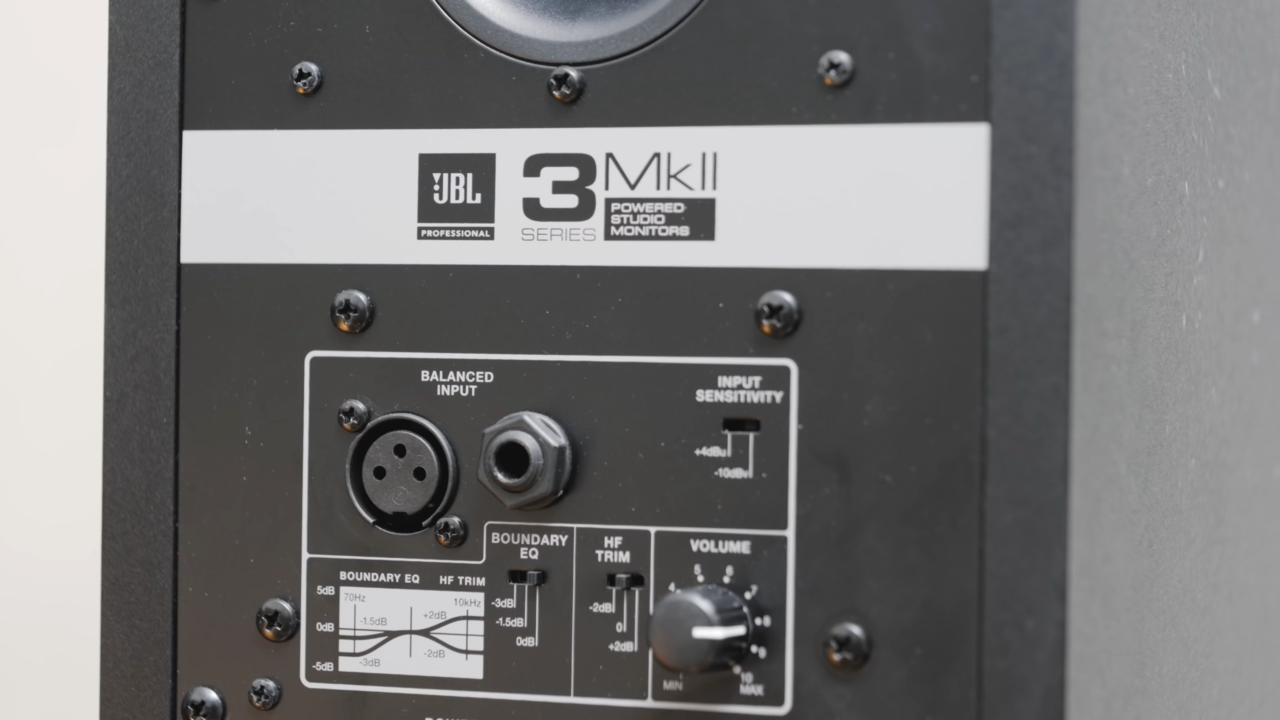 JBL
PROFESSIONAL
3 MkII
SERIES
POWERED
STUDIO
MONITORS
BALANCED
INPUT
INPUT
SENSITIVITY
+4dBu
-10dBv
BOUNDARY
EQ
-3dB
-1.5dB
0dB
HF
TRIM
-2dB
0
+2dB
VOLUME
4
5
6
7
8
9
10
MIN
MAX
BOUNDARY EQ HF TRIM
5dB
0dB
-5dB
70Hz 10kHz
-1.5dB +2dB
-3dB -2dB